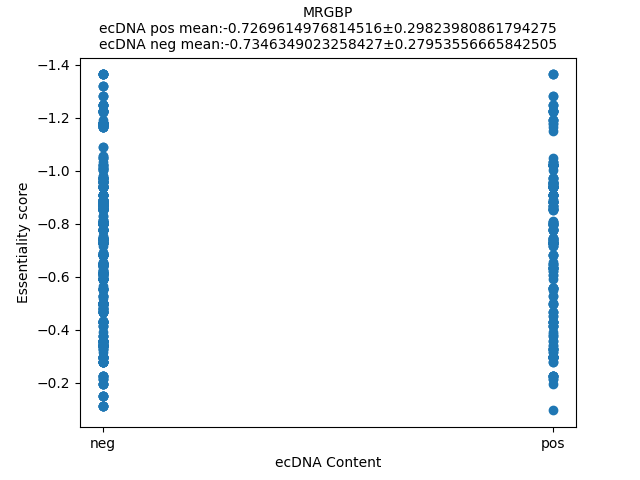 MRGBP
ecDNA pos mean:-0.7269614976814516±0.29823980861794275
ecDNA neg mean:-0.7346349023258427±0.27953556665842505
−1.4
−1.2
−1.0
−0.8
−0.6
−0.4
−0.2
Essentiality score
neg
pos
ecDNA Content